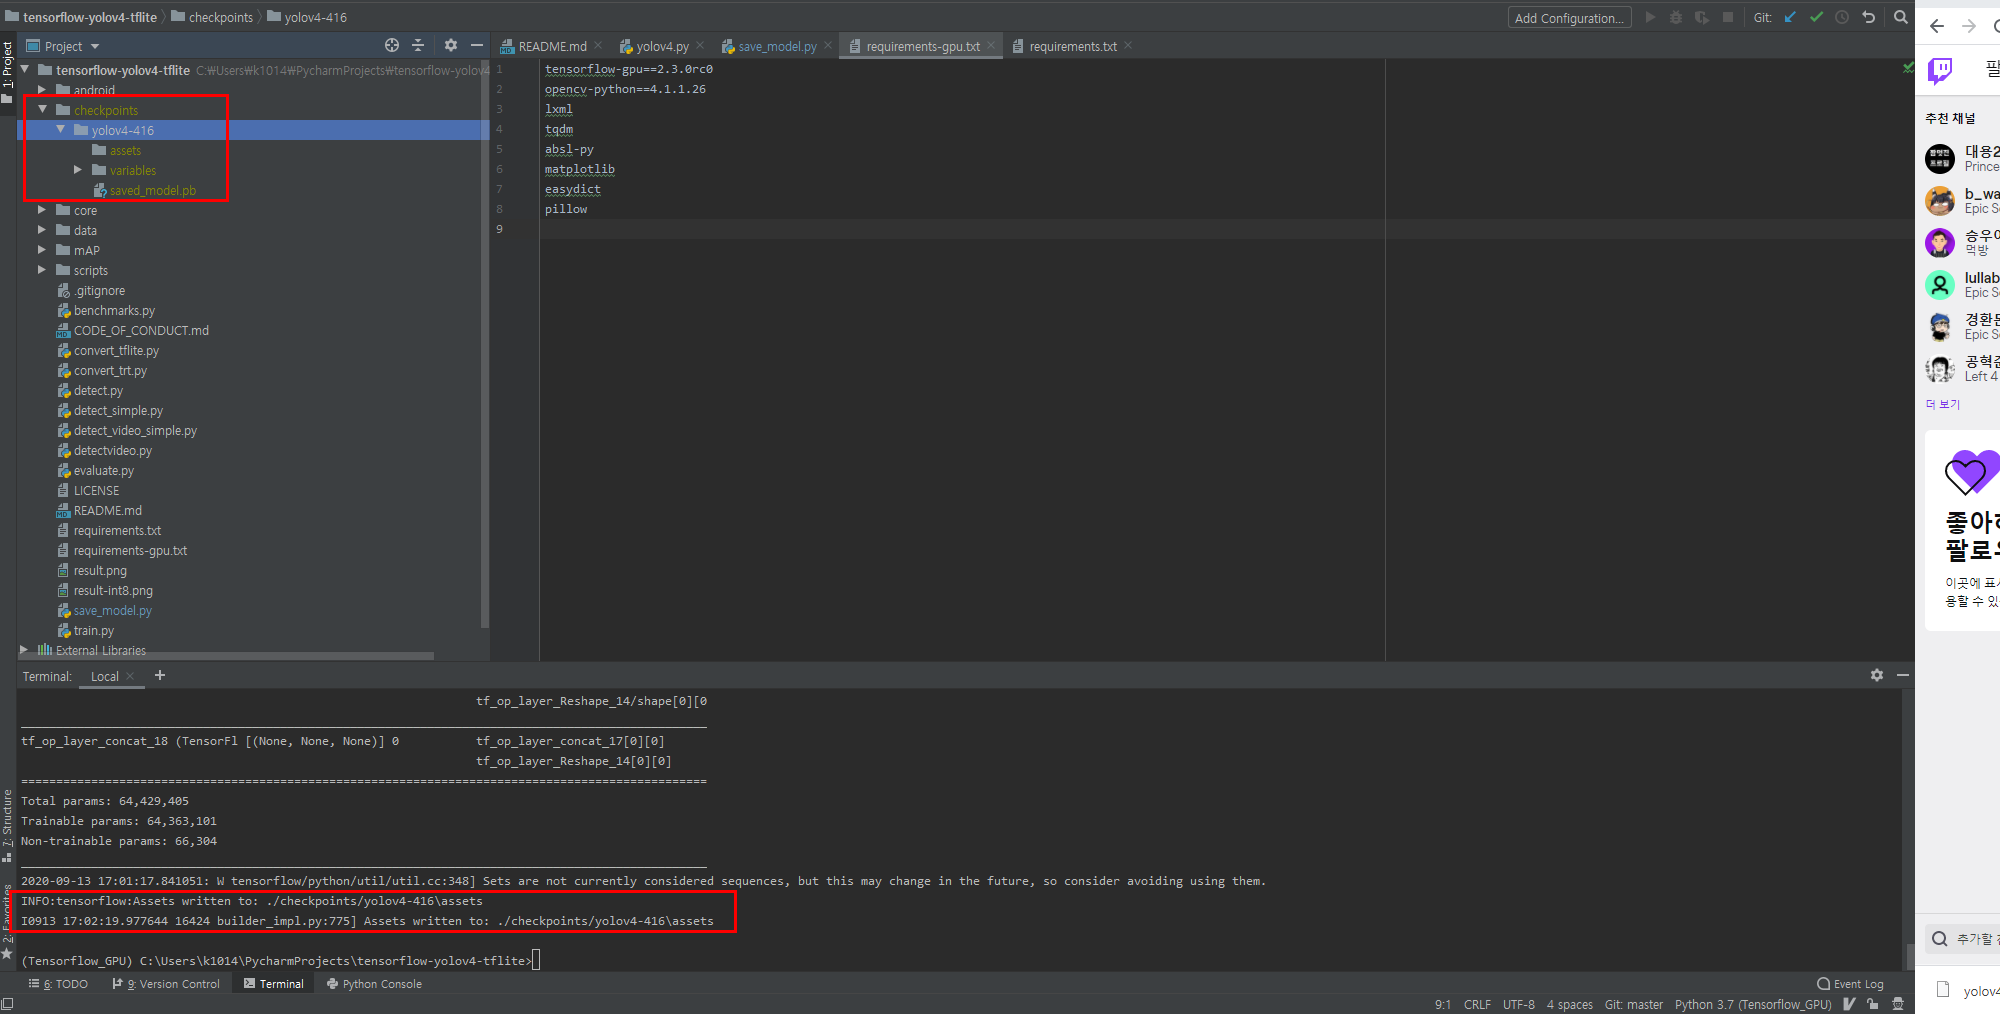 tensorflow-yolov4-tflite
checkpoints
yolov4-416
Add Configuration...
Git:
Project
README.md
yolov4.py
save_model.py
requirements-gpu.txt
requirements.txt
1: Project
tensorflow-yolov4-tflite C:₩Users₩k1014₩PycharmProjects₩tensorflow-yolov4
android
checkpoints
yolov4-416
assets
variables
saved_model.pb
core
data
mAP
scripts
.gitignore
benchmarks.py
CODE_OF_CONDUCT.md
convert_tflite.py
convert_trt.py
detect.py
detect_simple.py
detect_video_simple.py
detectvideo.py
evaluate.py
LICENSE
README.md
requirements.txt
requirements-gpu.txt
result.png
result-int8.png
save_model.py
train.py
External Libraries
1 tensorflow-gpu==2.3.0rc0
2 opencv-python==4.1.1.26
3 lxml
4 tqdm
5 absl-py
6 matplotlib
7 easydict
8 pillow
9
팔
추천 채널
대용2
Prince
b_wa
Epic S
승우아
먹방
lullab
Epic S
경환
Epic S
공혁준
Left 4
더 보기
좋아하
팔로우
이곳에 표시
용할 수 있
추가할 친
yolov4
Terminal:
Local
tf_op_layer_Reshape_14/shape[0][0
tf_op_layer_concat_18 (TensorFl [(None, None, None)] 0 tf_op_layer_concat_17[0][0]
tf_op_layer_Reshape_14[0][0]
Total params: 64,429,405
Trainable params: 64,363,101
Non-trainable params: 66,304
2020-09-13 17:01:17.841051: W tensorflow/python/util/util.cc:348] Sets are not currently considered sequences, but this may change in the future, so consider avoiding using them.
INFO:tensorflow:Assets written to: ./checkpoints/yolov4-416\assets
I0913 17:02:19.977644 16424 builder_impl.py:775] Assets written to: ./checkpoints/yolov4-416\assets
(Tensorflow_GPU) C:\Users\k1014\PycharmProjects\tensorflow-yolov4-tflite>
7: Structure
2: Favorites
6: TODO
9: Version Control
Terminal
Python Console
Event Log
9:1 CRLF UTF-8 4 spaces Git: master Python 3.7 (Tensorflow_GPU)